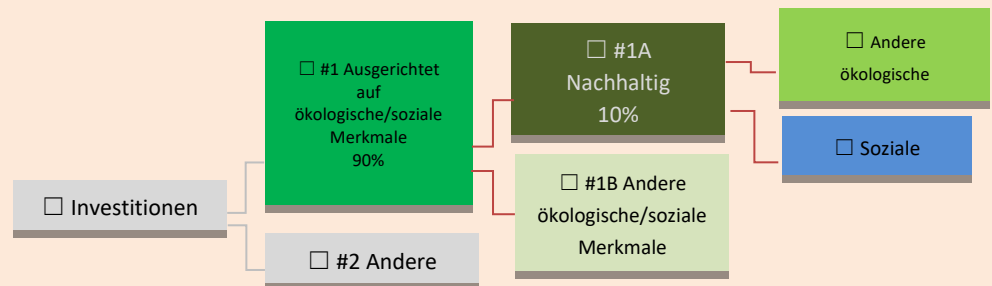 ☐ Investitionen
☐ #1 Ausgerichtet
auf
ökologische/soziale
Merkmale
90%
☐ #2 Andere
☐ #1A
Nachhaltig
10%
☐ #1B Andere
ökologische/soziale
Merkmale
☐ Andere
ökologische
☐ Soziale